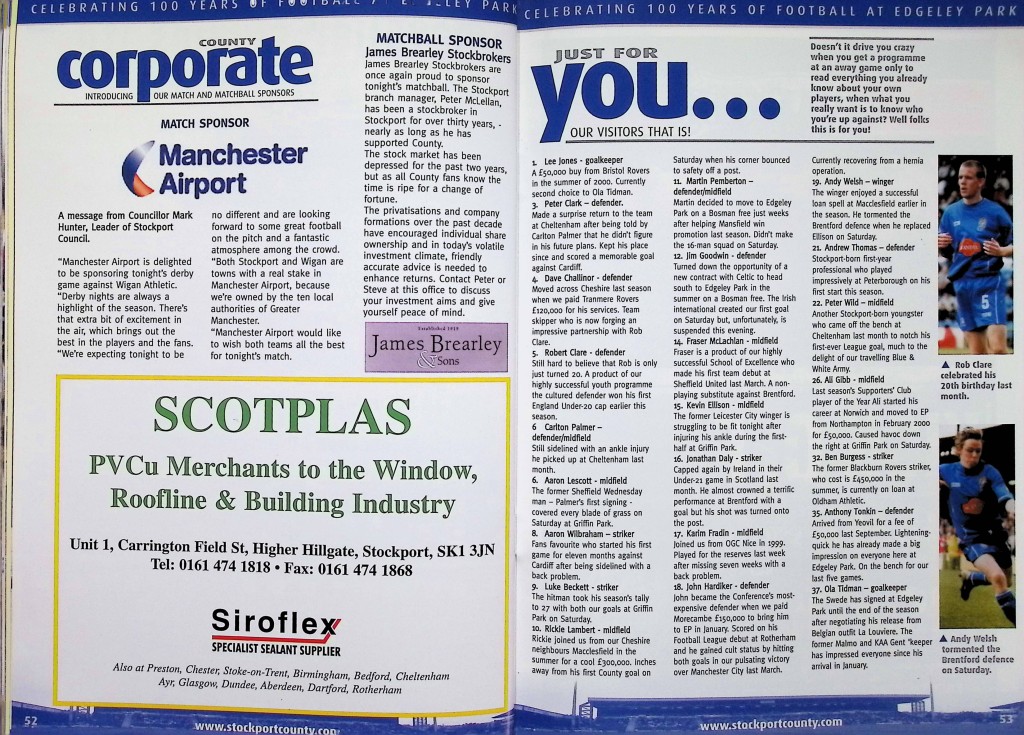 CELEBRATING 100 YEARS OF FOOTBALL
CELEBRATING 100 YEARS OF FOOTBALL AT EDGELEY PARK
COUNTY
corporate
INTRODUCING OUR MATCH AND MATCHBALL SPONSORS
MATCH SPONSOR
Manchester
Airport
A message from Councillor Mark
Hunter, Leader of Stockport
Council.
"Manchester Airport is delighted
to be sponsoring tonight's derby
game against Wigan Athletic.
"Derby nights are always a
highlight of the season. There's
that extra bit of excitement in
the air, which brings out the
best in the players and the fans.
"We're expecting tonight to be
no different and are looking
forward to some great football
on the pitch and a fantastic
atmosphere among the crowd.
"Both Stockport and Wigan are
towns with a real stake in
Manchester Airport, because
we're owned by the ten local
authorities of Greater
Manchester.
"Manchester Airport would like
to wish both teams all the best
for tonight's match.
MATCHBALL SPONSOR
James Brearley Stockbrokers
James Brearley Stockbrokers are
once again proud to sponsor
tonight's matchball. The Stockport
branch manager, Peter McLellan,
has been a stockbroker in
Stockport for over thirty years, -
nearly as long as he has
supported County.
The stock market has been
depressed for the past two years,
but as all County fans know the
time is ripe for a change of
fortune.
The privatisations and company
formations over the past decade
have encouraged individual share
ownership and in today's volatile
investment climate, friendly
accurate advice is needed to
enhance returns. Contact Peter or
Steve at this office to discuss
your investment aims and give
yourself peace of mind.
Established 1919
James Brearley
& Sons
SCOTPLAS
PVCu Merchants to the Window,
Roofline & Building Industry
Unit 1, Carrington Field St, Higher Hillgate, Stockport, SK1 3JN
Tel: 0161 474 1818 • Fax: 0161 474 1868
Siroflex
SPECIALIST SEALANT SUPPLIER
Also at Preston, Chester, Stoke-on-Trent, Birmingham, Bedford, Cheltenham
Ayr, Glasgow, Dundee, Aberdeen, Dartford, Rotherham
52
www.stockportcounty.com
JUST FOR
you...
OUR VISITORS THAT IS!
Doesn't it drive you crazy
when you get a programme
at an away game only to
read everything you already
know about your own
players, when what you
really want is to know who
you're up against? Well folks
this is for you!
1. Lee Jones - goalkeeper
A £50,000 buy from Bristol Rovers
in the summer of 2000. Currently
second choice to Ola Tidman.
3. Peter Clark – defender.
Made a surprise return to the team
at Cheltenham after being told by
Carlton Palmer that he didn't figure
in his future plans. Kept his place
since and scored a memorable goal
against Cardiff.
4. Dave Challinor - defender
Moved across Cheshire last season
when we paid Tranmere Rovers
£120,000 for his services. Team
skipper who is now forging an
impressive partnership with Rob
Clare.
5. Robert Clare - defender
Still hard to believe that Rob is only
just turned 20. A product of our
highly successful youth programme
the cultured defender won his first
England Under-20 cap earlier this
season.
6 Carlton Palmer –
defender/midfield
Still sidelined with an ankle injury
he picked up at Cheltenham last
month.
6. Aaron Lescott - midfield
The former Sheffield Wednesday
man – Palmer's first signing -
covered every blade of grass on
Saturday at Griffin Park.
8. Aaron Wilbraham – striker
Fans favourite who started his first
game for eleven months against
Cardiff after being sidelined with a
back problem.
9. Luke Beckett - striker
The hitman took his season's tally
to 27 with both our goals at Griffin
Park on Saturday.
10. Rickie Lambert - midfield
Rickie joined us from our Cheshire
neighbours Macclesfield in the
summer for a cool £300,000. Inches
away from his first County goal on
Saturday when his corner bounced
to safety off a post.
11. Martin Pemberton –
defender/midfield
Martin decided to move to Edgeley
Park on a Bosman free just weeks
after helping Mansfield win
promotion last season. Didn't make
the 16-man squad on Saturday.
12. Jim Goodwin - defender
Turned down the opportunity of a
new contract with Celtic to head
south to Edgeley Park in the
summer on a Bosman free. The Irish
international created our first goal
on Saturday but, unfortunately, is
suspended this evening.
14. Fraser McLachlan - midfield
Fraser is a product of our highly
successful School of Excellence who
made his first team debut at
Sheffield United last March. A non-
playing substitute against Brentford.
15. Kevin Ellison - midfield
The former Leicester City winger is
struggling to be fit tonight after
injuring his ankle during the first-
half at Griffin Park.
16. Jonathan Daly - striker
Capped again by Ireland in their
Under-21 game in Scotland last
month. He almost crowned a terrific
performance at Brentford with a
goal but his shot was turned onto
the post.
17. Karim Fradin - midfield
Joined us from OGC Nice in 1999.
Played for the reserves last week
after missing seven weeks with a
back problem.
18. John Hardiker - defender
John became the Conference's most-
expensive defender when we paid
Morecambe £150,000 to bring him
to EP in January. Scored on his
Football League debut at Rotherham
and he gained cult status by hitting
both goals in our pulsating victory
over Manchester City last March.
Currently recovering from a hernia
operation.
19. Andy Welsh – winger
The winger enjoyed a successful
loan spell at Macclesfield earlier in
the season. He tormented the
Brentford defence when he replaced
Ellison on Saturday.
21. Andrew Thomas – defender
Stockport-born first-year
professional who played
impressively at Peterborough on his
first start this season.
22. Peter Wild – midfield
Another Stockport-born youngster
who came off the bench at
Cheltenham last month to notch his
first-ever League goal, much to the
delight of our travelling Blue &
White Army.
26. Ali Gibb - midfield
Last season's Supporters' Club
player of the Year Ali started his
career at Norwich and moved to EP
from Northampton in February 2000
for £50,000. Caused havoc down
the right at Griffin Park on Saturday.
32. Ben Burgess - striker
The former Blackburn Rovers striker,
who cost is £450,000 in the
summer, is currently on loan at
Oldham Athletic.
35. Anthony Tonkin – defender
Arrived from Yeovil for a fee of
£50,000 last September. Lightening-
quick he has already made a big
impression on everyone here at
Edgeley Park. On the bench for our
last five games.
37. Ola Tidman – goalkeeper
The Swede has signed at Edgeley
Park until the end of the season
after negotiating his release from
Belgian outfit La Louviere. The
former Malmo and KAA Gent 'keeper
has impressed everyone since his
arrival in January.
5
▲ Rob Clare
celebrated his
20th birthday last
month.
▲ Andy Welsh
tormented the
Brentford defence
on Saturday.
www.stockportcounty.com
53